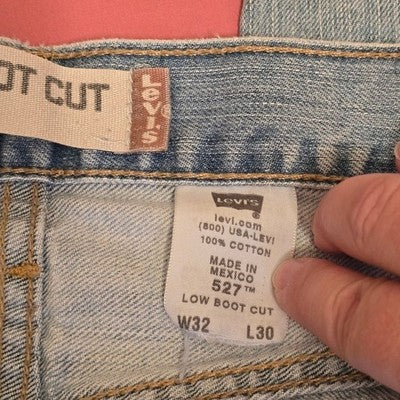 OT CUT
Levi's
LEVI'S
®
levi.com
(800) USA-LEVI
100% COTTON
MADE IN
MEXICO
527™
LOW BOOT CUT
W32 L30